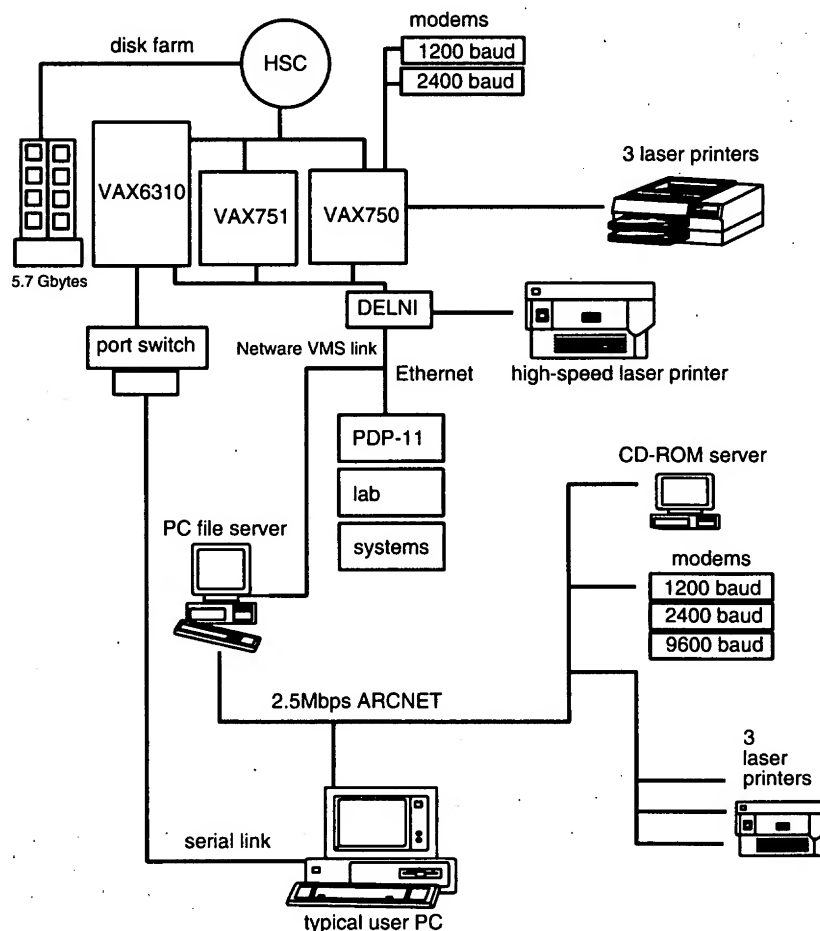 modems
disk farm
HSC
1200 baud
2400 baud
3 laser printers
VAX6310
VAX751
VAX750
5.7 Gbytes
DELNI
port switch
Netware VMS link
Ethernet
high-speed laser printer
PDP-11
lab
systems
CD-ROM server
PC file server
modems
1200 baud
2400 baud
9600 baud
2.5Mbps ARCNET
3
laser
printers
serial link
typical user PC